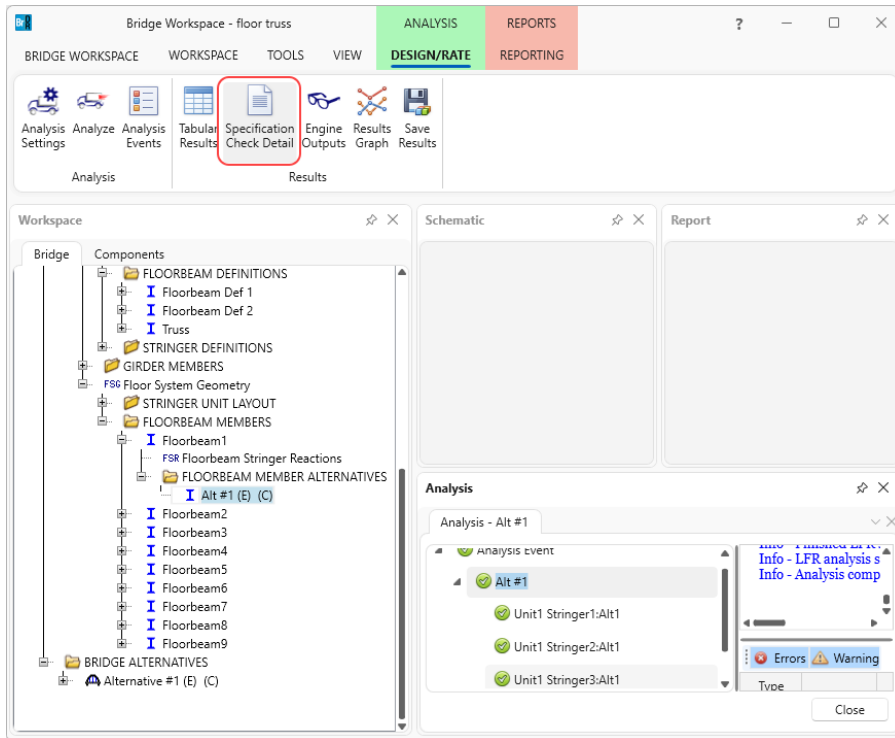 Br
Bridge Workspace - floor truss
ANALYSIS
REPORTS
?
BRIDGE WORKSPACE
WORKSPACE
TOOLS
VIEW
DESIGN/RATE
REPORTING
Analysis Settings
Analyze
Analysis Events
Tabular Results
Specification Check Detail
Engine Outputs
Results Graph
Save Results
Analysis
Results
Workspace
Bridge
Components
FLOORBEAM DEFINITIONS
Floorbeam Def 1
Floorbeam Def 2
Truss
STRINGER DEFINITIONS
GIRDER MEMBERS
FSG Floor System Geometry
STRINGER UNIT LAYOUT
FLOORBEAM MEMBERS
Floorbeam1
FSR Floorbeam Stringer Reactions
FLOORBEAM MEMBER ALTERNATIVES
Alt #1 (E) (C)
Floorbeam2
Floorbeam3
Floorbeam4
Floorbeam5
Floorbeam6
Floorbeam7
Floorbeam8
Floorbeam9
BRIDGE ALTERNATIVES
Alternative #1 (E) (C)
Schematic
Report
Analysis
Analysis - Alt #1
Analysis Event
Alt #1
Unit1 Stringer1:Alt1
Unit1 Stringer2:Alt1
Unit1 Stringer3:Alt1
Info - Finished LFR
Info - LFR analysis s
Info - Analysis comp
Errors
Warning
Type
Close